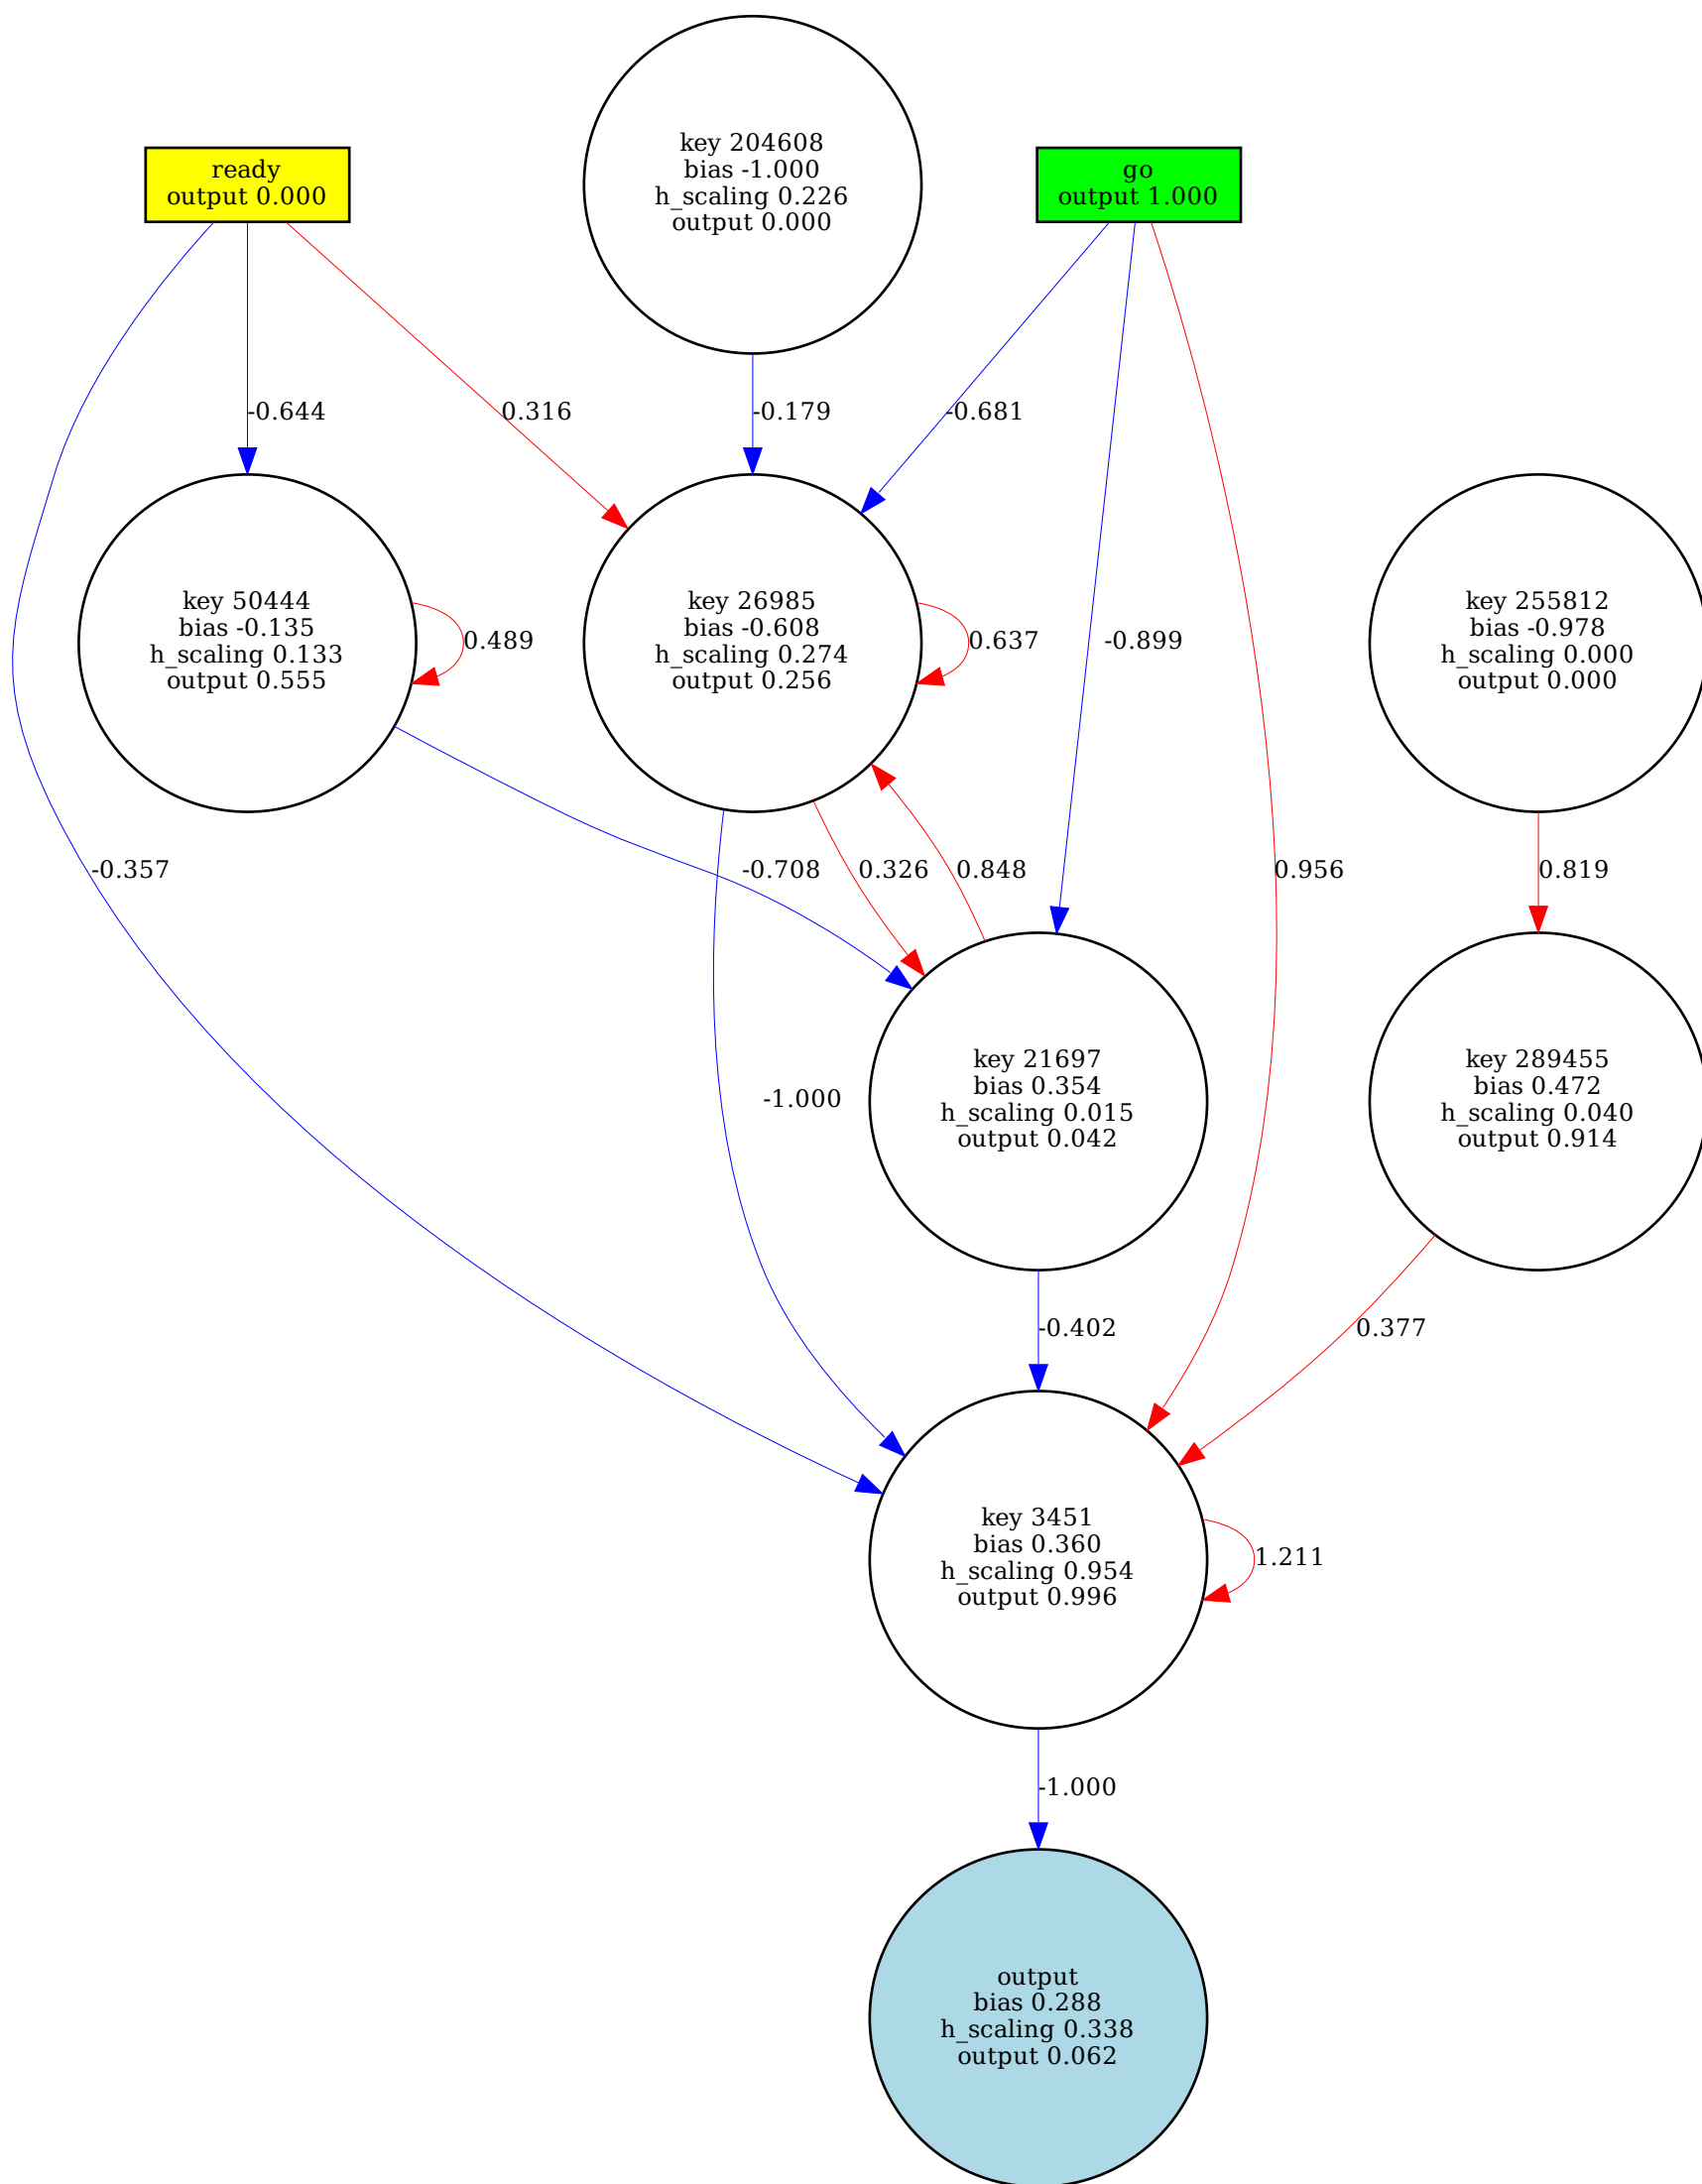 key 204608
bias -1.000
h_scaling 0.226
output 0.000
ready
output 0.000
go
output 1.000
-0.644
0.316
-0.179
-0.681
key 50444
bias -0.135
h_scaling 0.133
output 0.555
0.489
key 26985
bias -0.608
h_scaling 0.274
output 0.256
0.637
-0.899
key 255812
bias -0.978
h_scaling 0.000
output 0.000
-0.357
-0.708
0.326
0.848
0.956
0.819
-1.000
key 21697
bias 0.354
h_scaling 0.015
output 0.042
key 289455
bias 0.472
h_scaling 0.040
output 0.914
-0.402
0.377
key 3451
bias 0.360
h_scaling 0.954
output 0.996
1.211
-1.000
output
bias 0.288
h_scaling 0.338
output 0.062